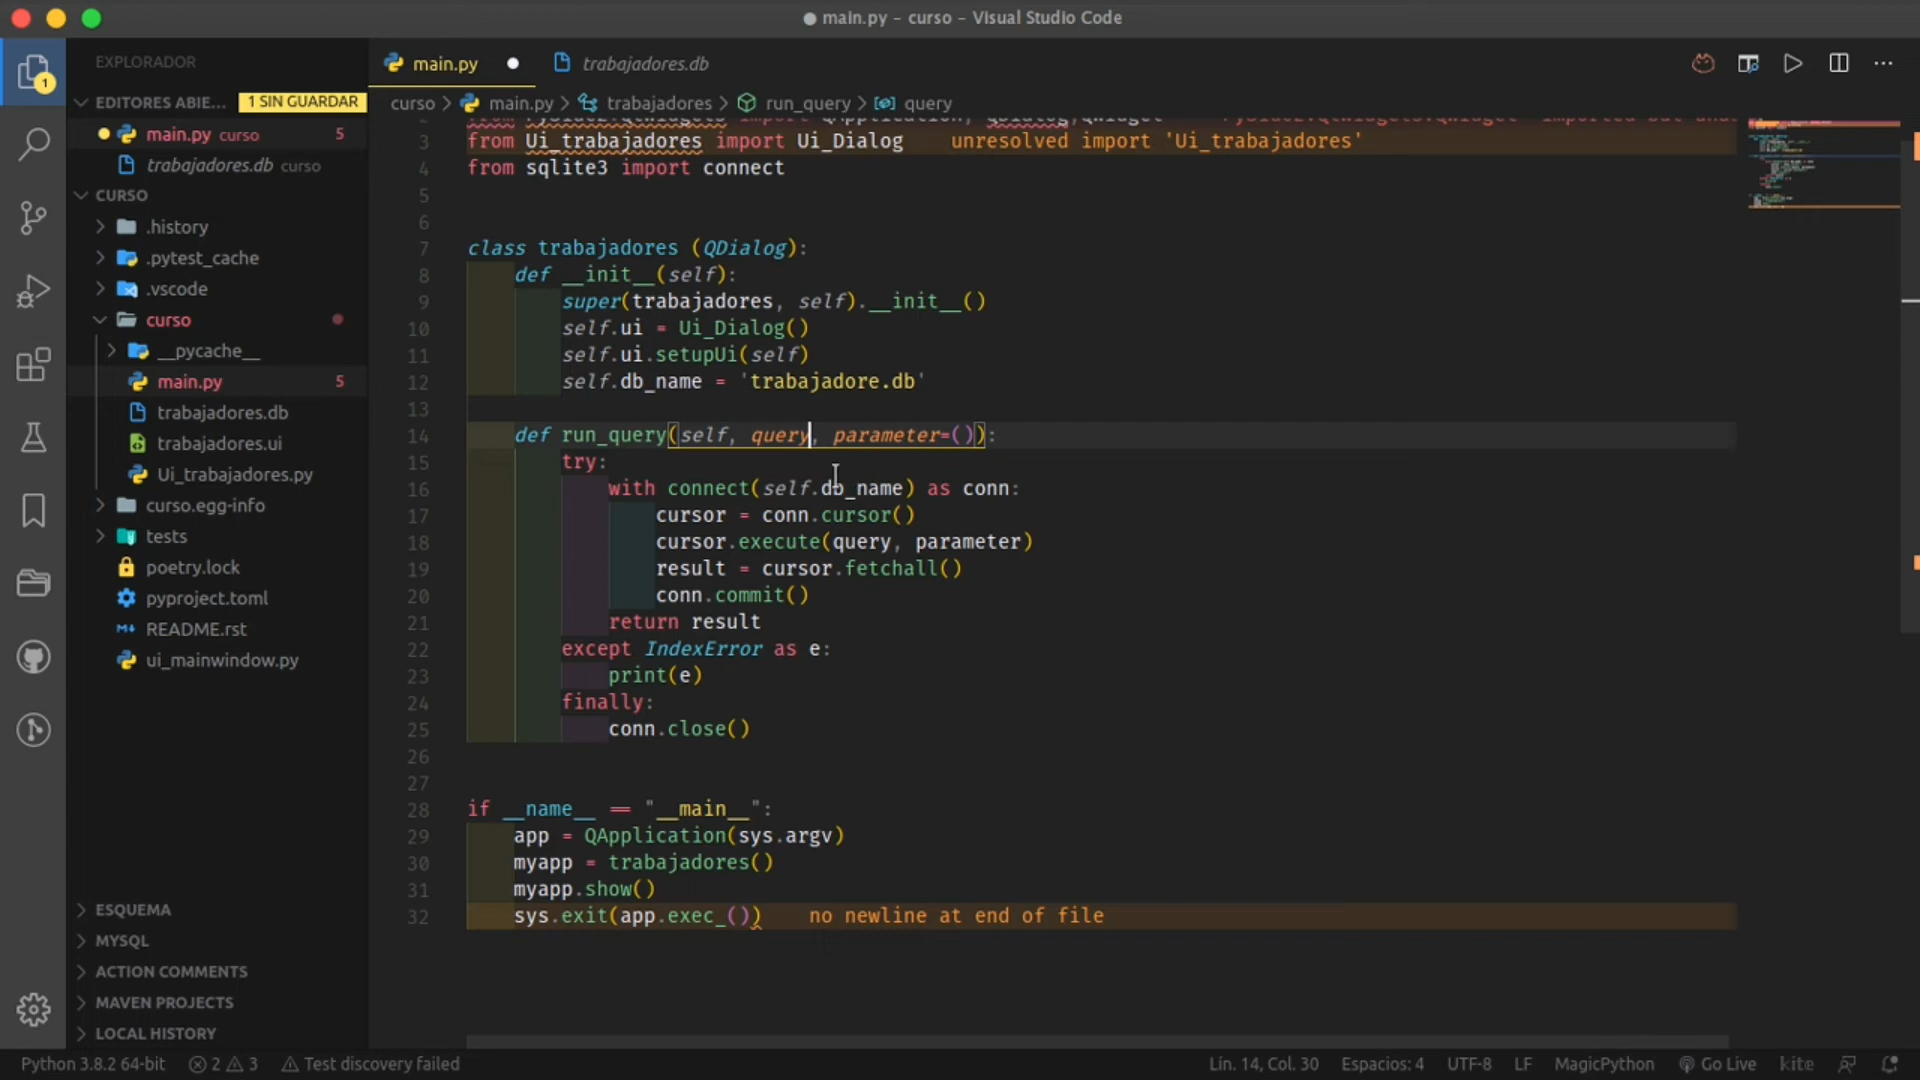 main.py - curso - Visual Studio Code
EXPLORADOR
EDITORES ABIE... 1 SIN GUARDAR
main.py curso 5
trabajadores.db curso
CURSO
.history
.pytest_cache
.vscode
curso
__pycache__
main.py 5
trabajadores.db
trabajadores.ui
Ui_trabajadores.py
curso.egg-info
tests
poetry.lock
pyproject.toml
README.rst
ui_mainwindow.py
ESQUEMA
MYSQL
ACTION COMMENTS
MAVEN PROJECTS
LOCAL HISTORY
1
main.py
trabajadores.db
curso > main.py > trabajadores > run_query > query
3 from Ui_trabajadores import Ui_Dialog unresolved import 'Ui_trabajadores'
4 from sqlite3 import connect
5
6
7 class trabajadores (QDialog):
8 def __init__(self):
9 super(trabajadores, self).__init__()
10 self.ui = Ui_Dialog()
11 self.ui.setupUi(self)
12 self.db_name = 'trabajadore.db'
13
14 def run_query(self, query, parameter=()):
15 try:
16 with connect(self.db_name) as conn:
17 cursor = conn.cursor()
18 cursor.execute(query, parameter)
19 result = cursor.fetchall()
20 conn.commit()
21 return result
22 except IndexError as e:
23 print(e)
24 finally:
25 conn.close()
26
27
28 if __name__ == "__main__":
29 app = QApplication(sys.argv)
30 myapp = trabajadores()
31 myapp.show()
32 sys.exit(app.exec_()) no newline at end of file
Python 3.8.2 64-bit 2 3 Test discovery failed Lín. 14, Col. 30 Espacios: 4 UTF-8 LF MagicPython Go Live kite